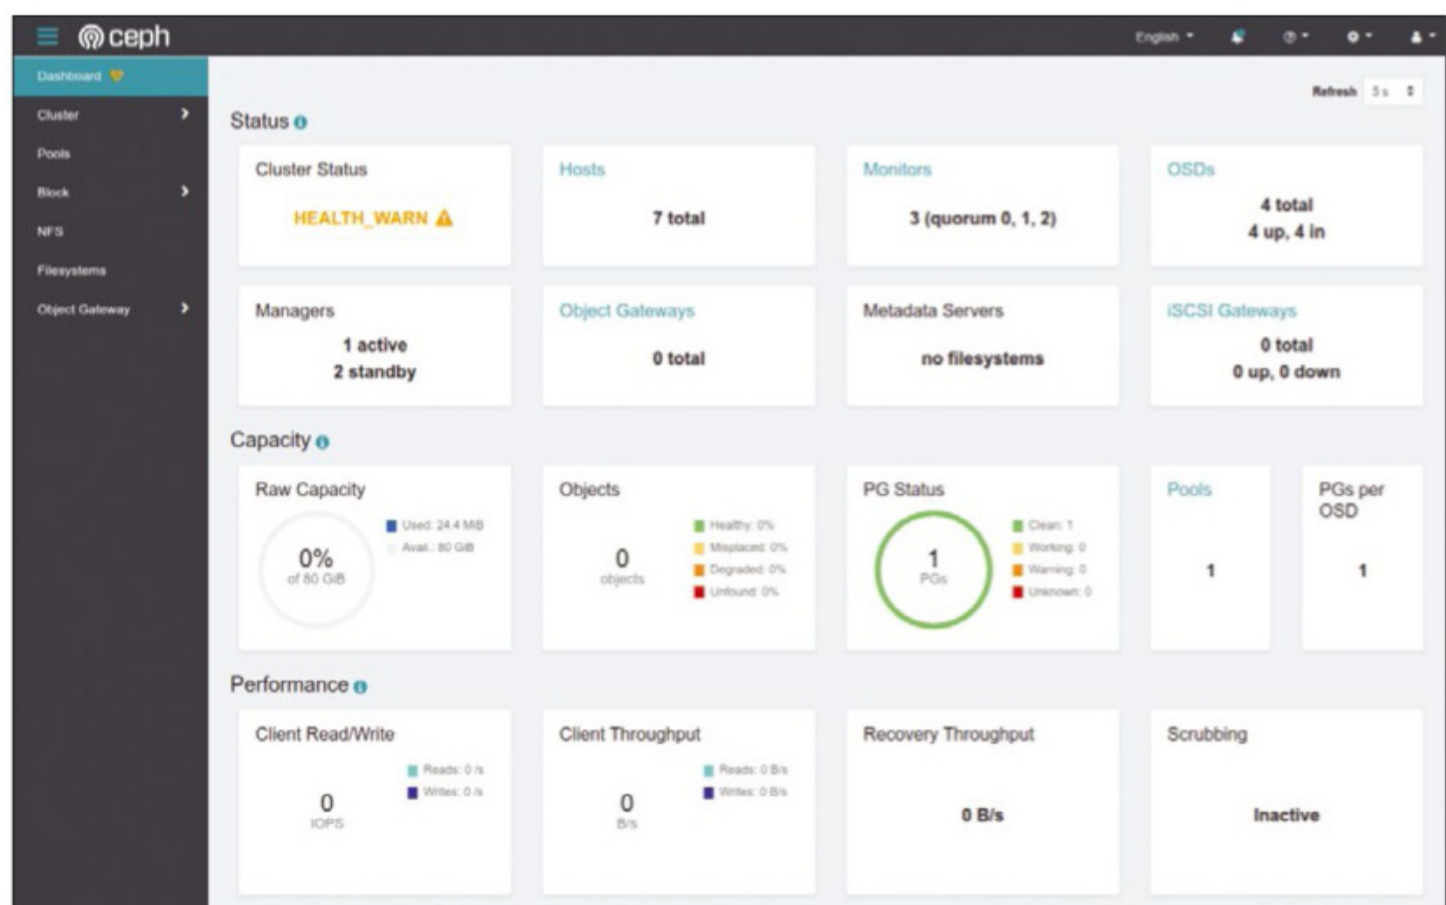 ceph
English
Dashboard
Cluster
Pools
Block
NFS
Filesystems
Object Gateway
Refresh 5 s
Status
Cluster Status
HEALTH_WARN
Hosts
7 total
Monitors
3 (quorum 0, 1, 2)
OSDs
4 total
4 up, 4 in
Managers
1 active
2 standby
Object Gateways
0 total
Metadata Servers
no filesystems
iSCSI Gateways
0 total
0 up, 0 down
Capacity
Raw Capacity
0%
of 80 GiB
Used: 24.4 MiB
Avail.: 80 GiB
Objects
0
objects
Healthy: 0%
Misplaced: 0%
Degraded: 0%
Unfound: 0%
PG Status
1
PGs
Clean: 1
Working: 0
Warning: 0
Unknown: 0
Pools
1
PGs per
OSD
1
Performance
Client Read/Write
0
IOPS
Reads: 0 /s
Writes: 0 /s
Client Throughput
0
B/s
Reads: 0 B/s
Writes: 0 B/s
Recovery Throughput
0 B/s
Scrubbing
Inactive